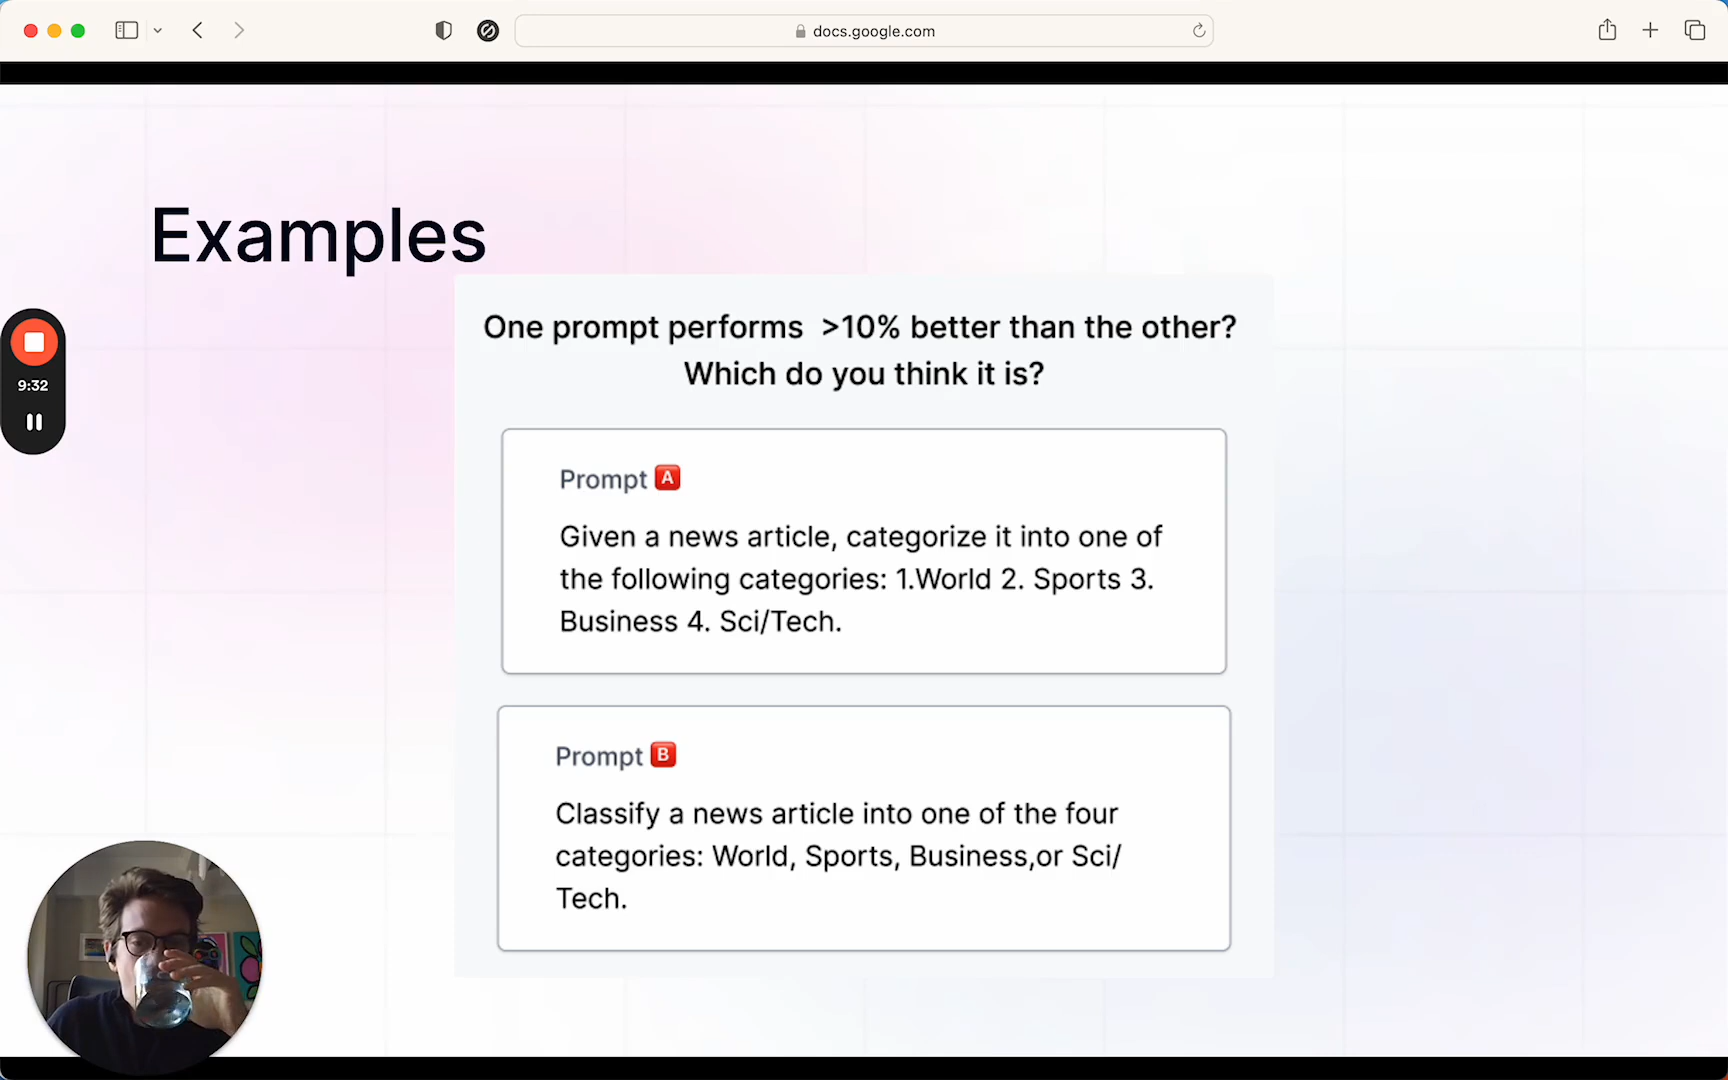 docs.google.com
Examples
9:32
One prompt performs >10% better than the other?
Which do you think it is?
Prompt A
Given a news article, categorize it into one of
the following categories: 1.World 2. Sports 3.
Business 4. Sci/Tech.
Prompt B
Classify a news article into one of the four
categories: World, Sports, Business,or Sci/
Tech.